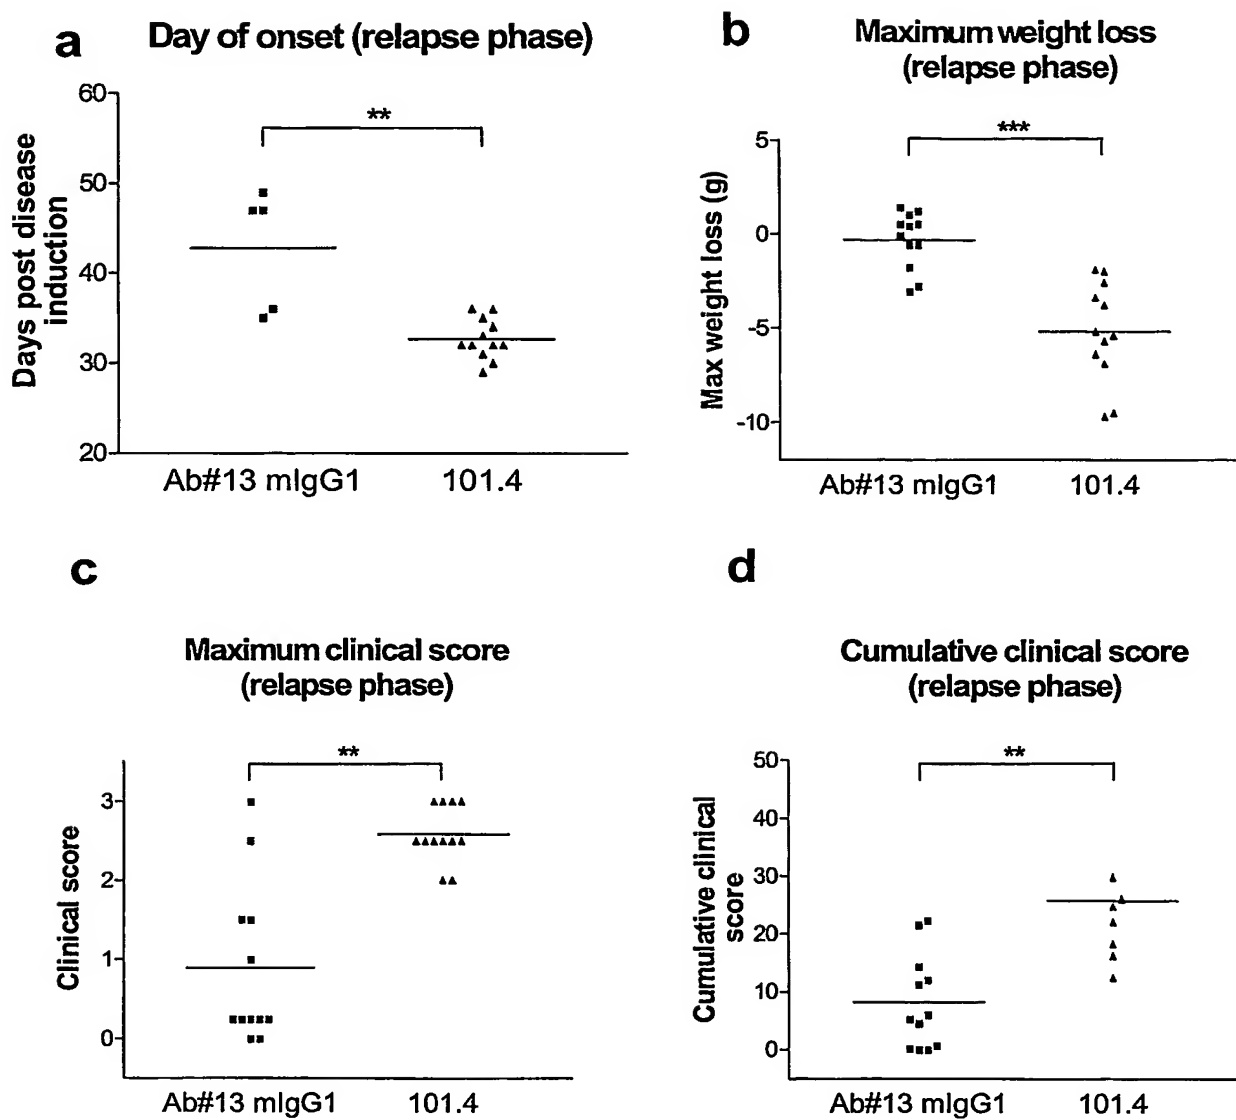 a
Day of onset (relapse phase)
Days post disease
induction
60
50
40
30
20
**
Ab#13 mIgG1
101.4
b
Maximum weight loss
(relapse phase)
Max weight loss (g)
5
0
-5
-10
***
Ab#13 mIgG1
101.4
c
Maximum clinical score
(relapse phase)
Clinical score
3
2
1
0
**
Ab#13 mIgG1
101.4
d
Cumulative clinical score
(relapse phase)
Cumulative clinical
score
50
40
30
20
10
0
**
Ab#13 mIgG1
101.4